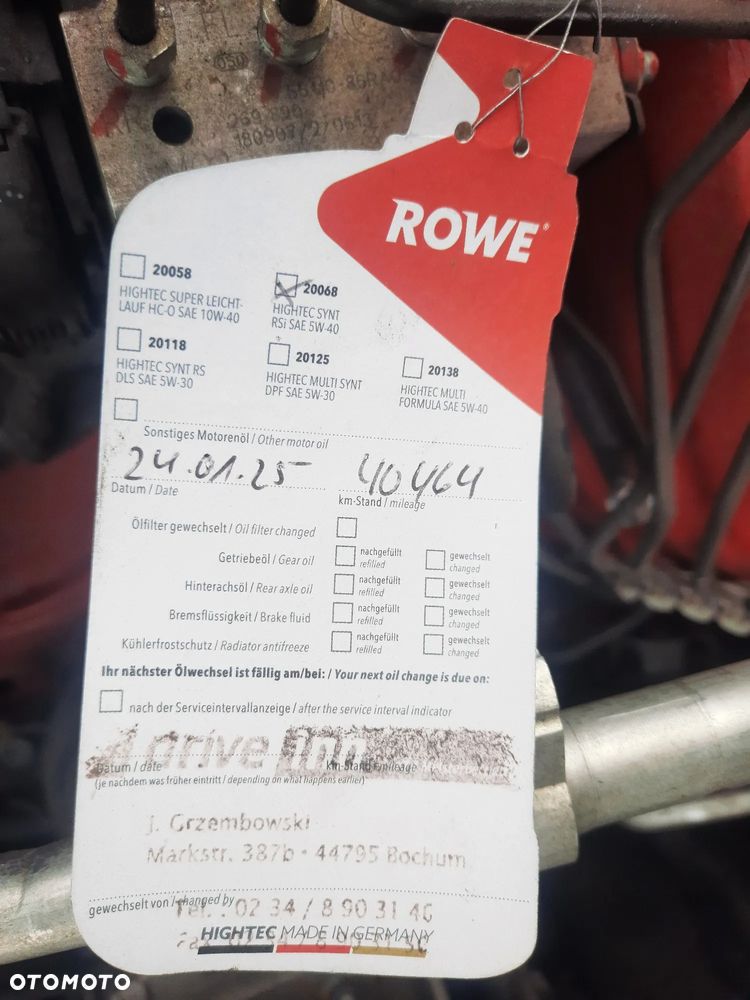 180907/2/0613
ROWE
20058
HIGHTEC SUPER LEICHT-
LAUF HC-O SAE 10W-40
20068
HIGHTEC SYNT
RSi SAE 5W-40
20118
HIGHTEC SYNT RS
DLS SAE 5W-30
20125
HIGHTEC MULTI SYNT
DPF SAE 5W-30
20138
HIGHTEC MULTI
FORMULA SAE 5W-40
Sonstiges Motorenöl / Other motor oil
24.01.25 40464
Datum / Date km-Stand / mileage
Ölfilter gewechselt / Oil filter changed
Getriebeöl / Gear oil nachgefüllt refilled gewechselt changed
Hinterachsöl / Rear axle oil nachgefüllt refilled gewechselt changed
Bremsflüssigkeit / Brake fluid nachgefüllt refilled gewechselt changed
Kühlerfrostschutz / Radiator antifreeze nachgefüllt refilled gewechselt changed
Ihr nächster Ölwechsel ist fällig am/bei: / Your next oil change is due on:
nach der Serviceintervallanzeige / after the service interval indicator
drive inn
Datum / date km-Stand / mileage
(je nachdem was früher eintritt / depending on what happens earlier)
J. Grzembowski
Markstr. 387b - 44795 Bochum
gewechselt von / changed by
Tel.: 02 34 / 8 90 31 46
HIGHTEC MADE IN GERMANY
OTOMOTO